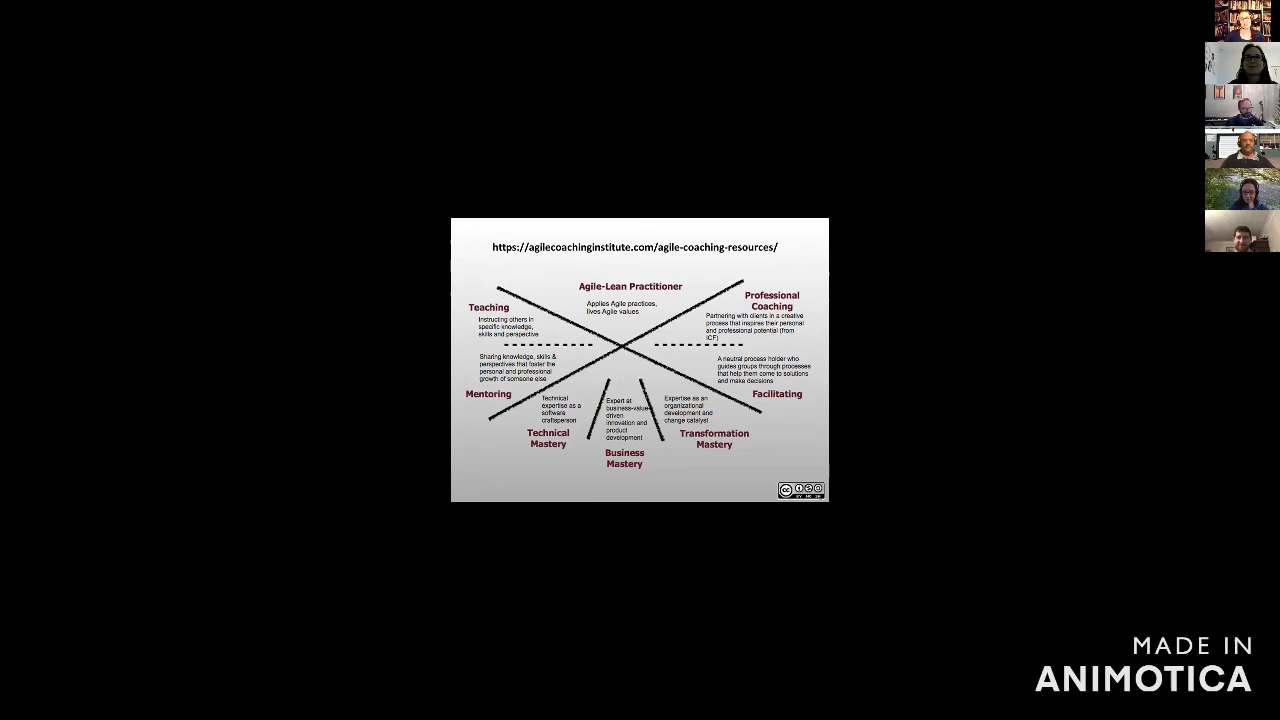 https://agilecoachinginstitute.com/agile-coaching-resources/
Agile-Lean Practitioner
Applies Agile practices,
lives Agile values
Teaching
Instructing others in
specific knowledge,
skills and perspective
Professional
Coaching
Partnering with clients in a creative
process that inspires their personal
and professional potential (from
ICF)
Sharing knowledge, skills &
perspectives that foster the
personal and professional
growth of someone else
Mentoring
A neutral process holder who
guides groups through processes
that help them come to solutions
and make decisions
Facilitating
Technical
expertise as a
software
craftsperson
Technical
Mastery
Expert at
business-value-
driven
innovation and
product
development
Business
Mastery
Expertise as an
organizational
development and
change catalyst
Transformation
Mastery
cc
BY NC SA
MADE IN
ANIMOTICA